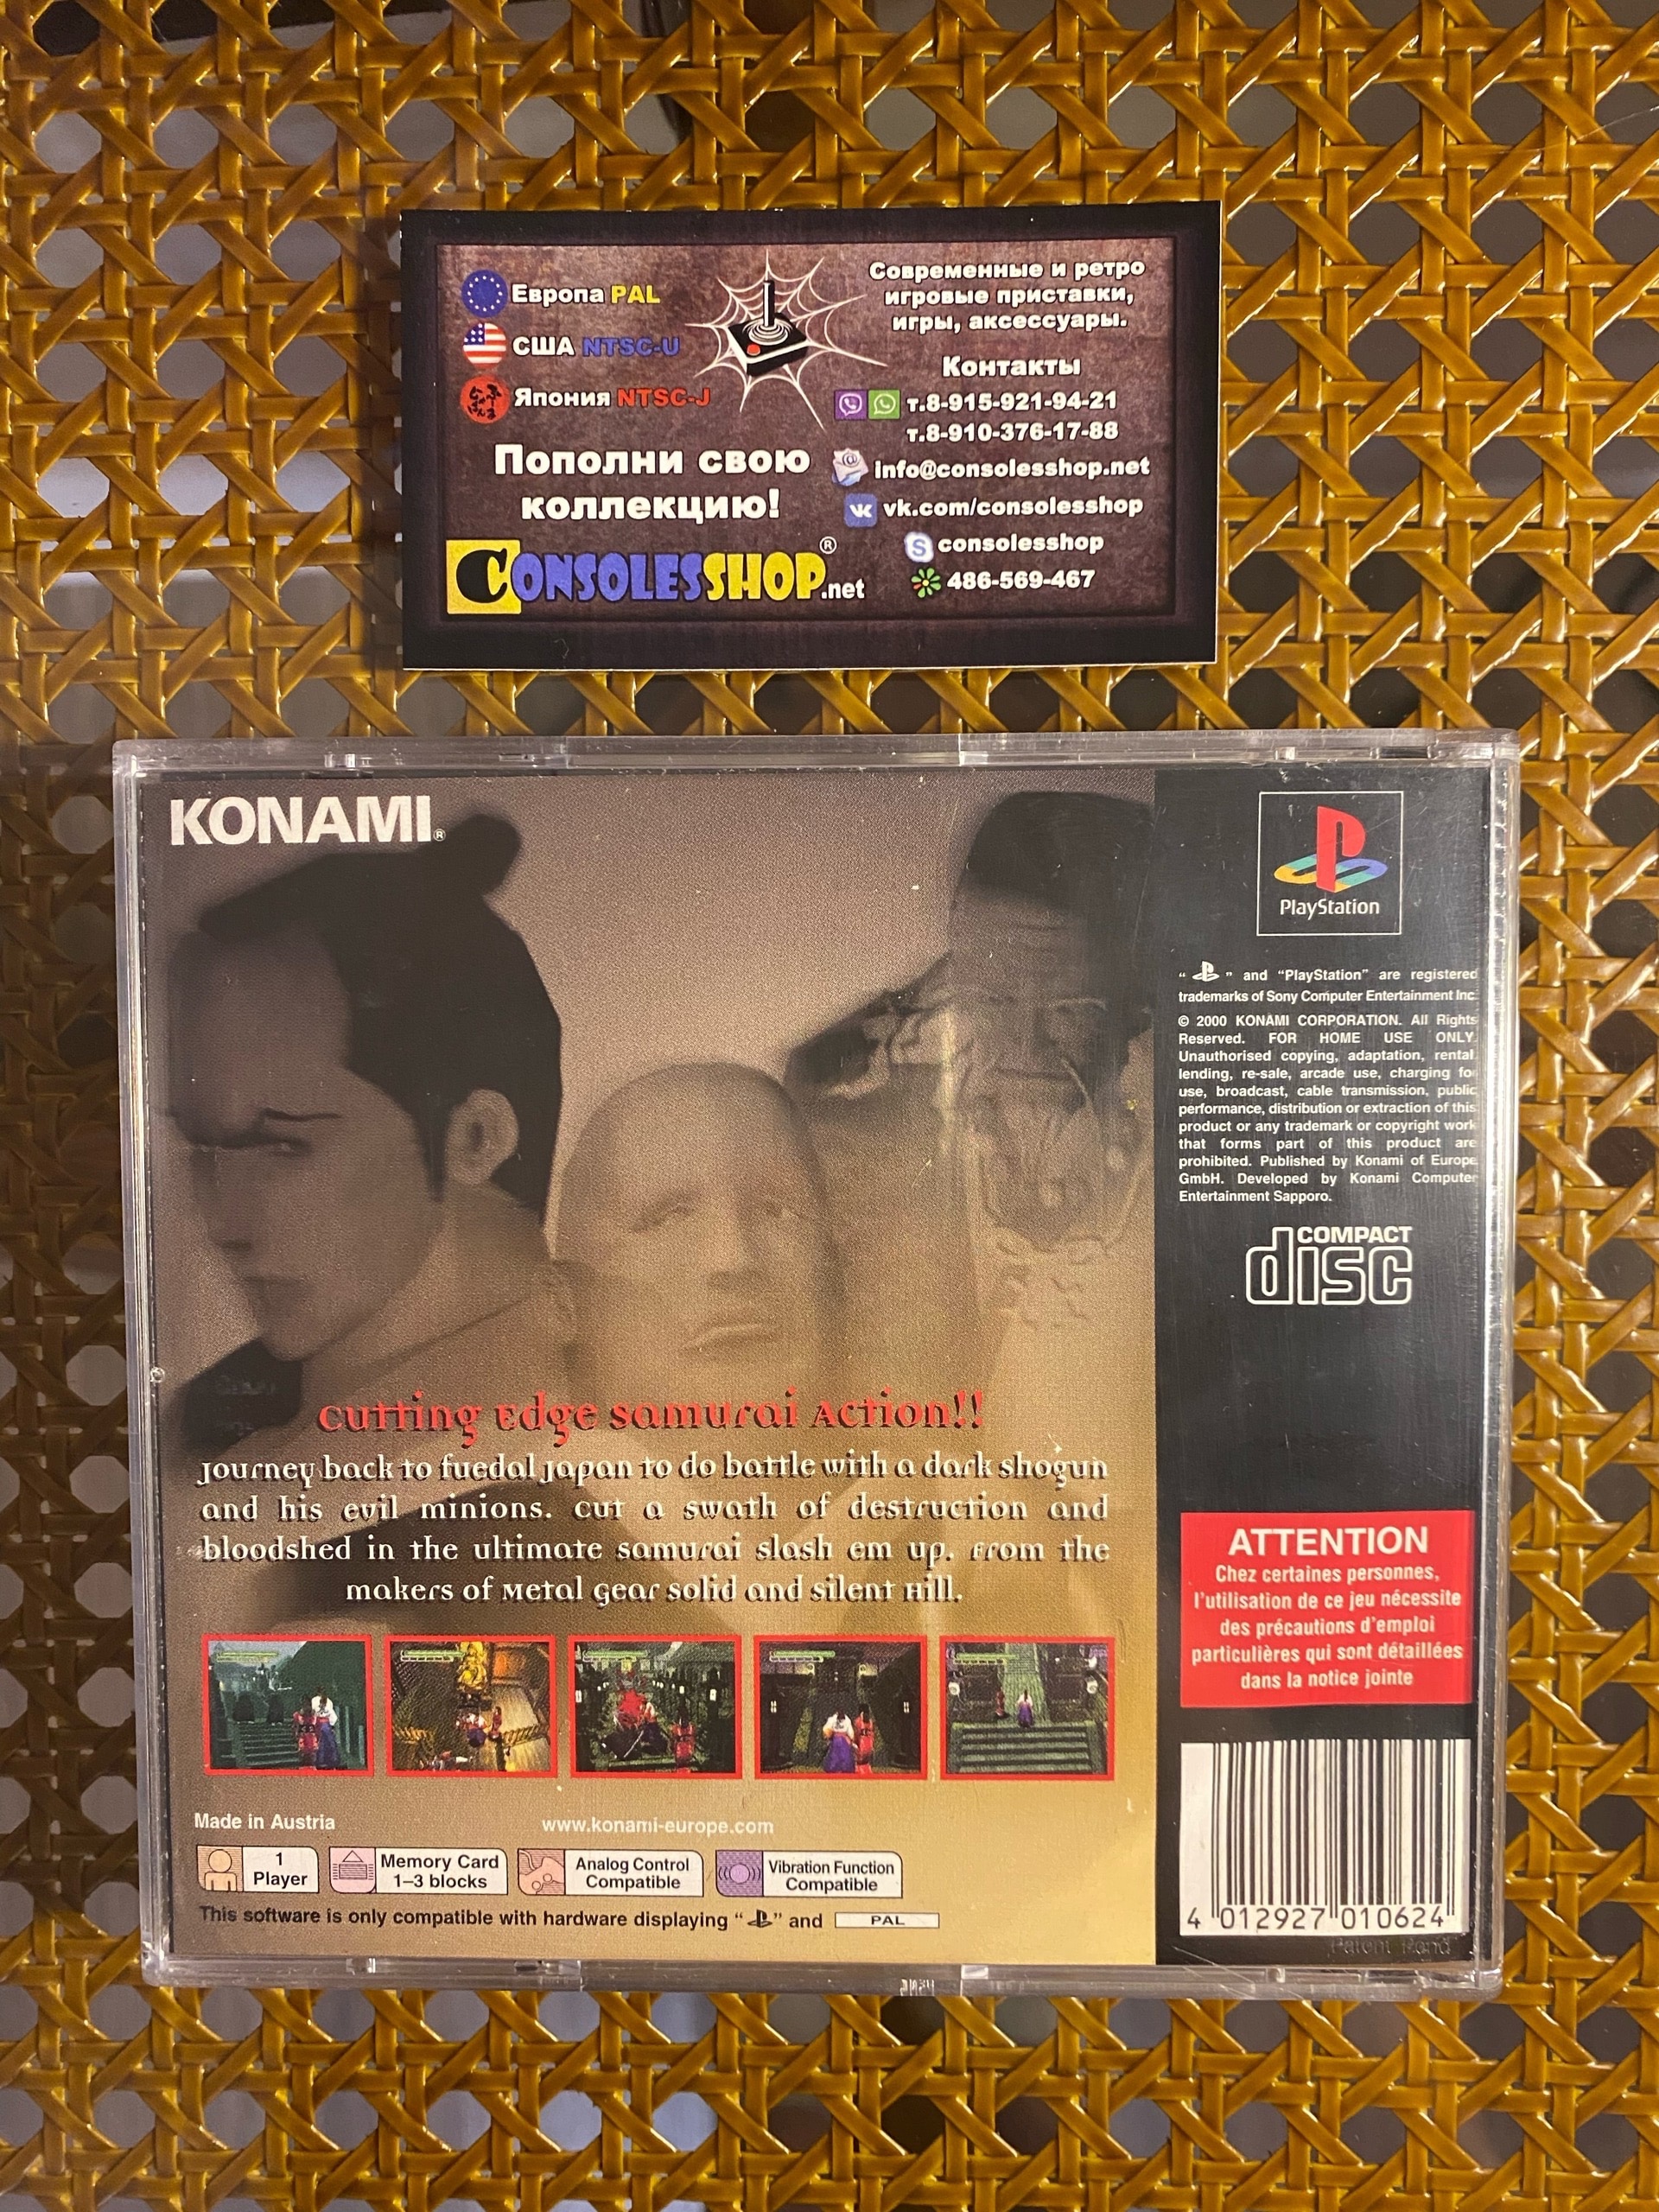 Европа PAL
США NTSC-U
Япония NTSC-J
Пополни свою
коллекцию!
CONSOLESSHOP.net ®
Современные и ретро
игровые приставки,
игры, аксессуары.
Контакты
т.8-915-921-94-21
т.8-910-376-17-88
info@consolesshop.net
vk.com/consolesshop
consolesshop
486-569-467
KONAMI®
cutting Edge samurai Action!!
Journey back to fuedal Japan to do battle with a dark shogun
and his evil minions. cut a swath of destruction and
bloodshed in the ultimate samurai slash em up. From the
makers of Metal Gear solid and silent Hill.
Made in Austria
www.konami-europe.com
1
Player
Memory Card
1–3 blocks
Analog Control
Compatible
Vibration Function
Compatible
This software is only compatible with hardware displaying “ ” and PAL
PlayStation
“ ” and “PlayStation” are registered
trademarks of Sony Computer Entertainment Inc
© 2000 KONAMI CORPORATION. All Rights
Reserved. FOR HOME USE ONLY.
Unauthorised copying, adaptation, rental,
lending, re-sale, arcade use, charging for
use, broadcast, cable transmission, public
performance, distribution or extraction of this
product or any trademark or copyright work
that forms part of this product are
prohibited. Published by Konami of Europe
GmbH. Developed by Konami Computer
Entertainment Sapporo.
COMPACT
disc
ATTENTION
Chez certaines personnes,
l'utilisation de ce jeu nécessite
des précautions d'emploi
particulières qui sont détaillées
dans la notice jointe
4 012927 010624